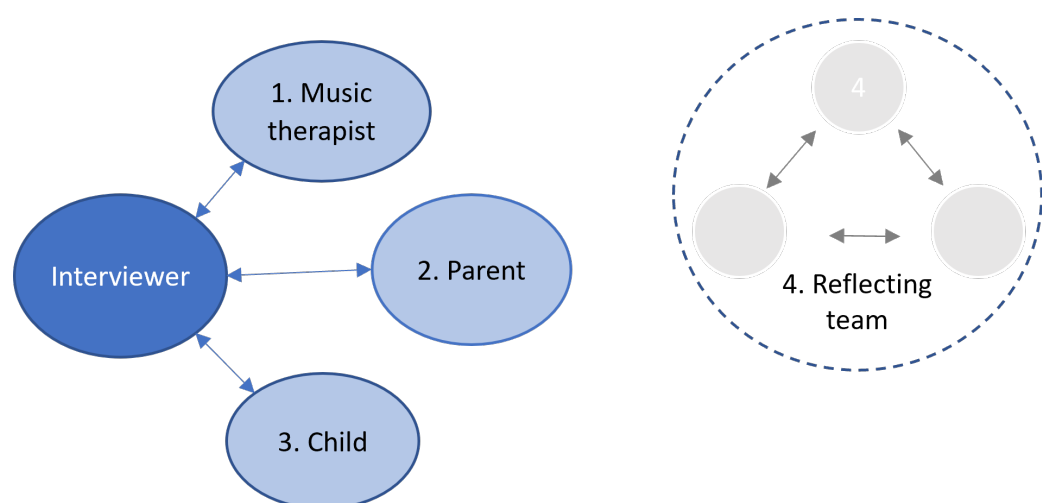 1. Music
therapist
Interviewer
2. Parent
3. Child
4
4. Reflecting
team